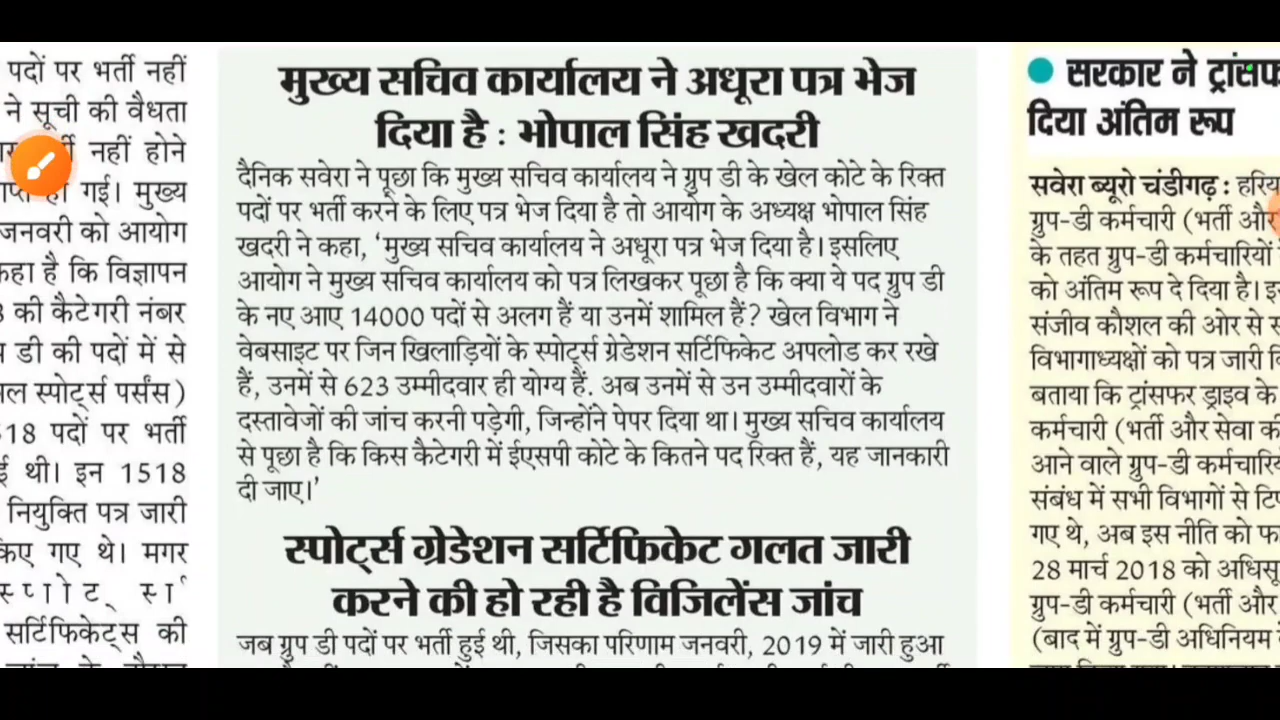 पदों पर भर्ती नहीं
ने सूची की वैधता
नहीं होने
गई। मुख्य
जनवरी को आयोग
कहा है कि विज्ञापन
की कैटेगरी नंबर
डी की पदों में से
स्पोर्ट्स पर्संस)
पदों पर भर्ती
थी। इन 1518
नियुक्ति पत्र जारी
किए गए थे। मगर
सर्टिफिकेट्स की
मुख्य सचिव कार्यालय ने अधूरा पत्र भेज
दिया है : भोपाल सिंह खदरी
दैनिक सवेरा ने पूछा कि मुख्य सचिव कार्यालय ने ग्रुप डी के खेल कोटे के रिक्त
पदों पर भर्ती करने के लिए पत्र भेज दिया है तो आयोग के अध्यक्ष भोपाल सिंह
खदरी ने कहा, ‘मुख्य सचिव कार्यालय ने अधूरा पत्र भेज दिया है। इसलिए
आयोग ने मुख्य सचिव कार्यालय को पत्र लिखकर पूछा है कि क्या ये पद ग्रुप डी
के नए आए 14000 पदों से अलग हैं या उनमें शामिल हैं? खेल विभाग ने
वेबसाइट पर जिन खिलाड़ियों के स्पोर्ट्स ग्रेडेशन सर्टिफिकेट अपलोड कर रखे
हैं, उनमें से 623 उम्मीदवार ही योग्य हैं. अब उनमें से उन उम्मीदवारों के
दस्तावेजों की जांच करनी पड़ेगी, जिन्होंने पेपर दिया था। मुख्य सचिव कार्यालय
से पूछा है कि किस कैटेगरी में ईएसपी कोटे के कितने पद रिक्त हैं, यह जानकारी
दी जाए।’
स्पोर्ट्स ग्रेडेशन सर्टिफिकेट गलत जारी
करने की हो रही है विजिलेंस जांच
जब ग्रुप डी पदों पर भर्ती हुई थी, जिसका परिणाम जनवरी, 2019 में जारी हुआ
सरकार ने
दिया अंतिम रूप
सवेरा ब्यूरो चंडीगढ़ :
ग्रुप-डी कर्मचारी (भर्ती और
के तहत ग्रुप-डी कर्मचारियों
को अंतिम रूप दे दिया है।
संजीव कौशल की ओर से
विभागाध्यक्षों को पत्र जारी
बताया कि ट्रांसफर ड्राइव के
कर्मचारी (भर्ती और सेवा
आने वाले ग्रुप-डी
संबंध में सभी विभागों से
गए थे, अब इस नीति को
28 मार्च 2018 को
ग्रुप-डी कर्मचारी (भर्ती और
(बाद में ग्रुप-डी अधिनियम